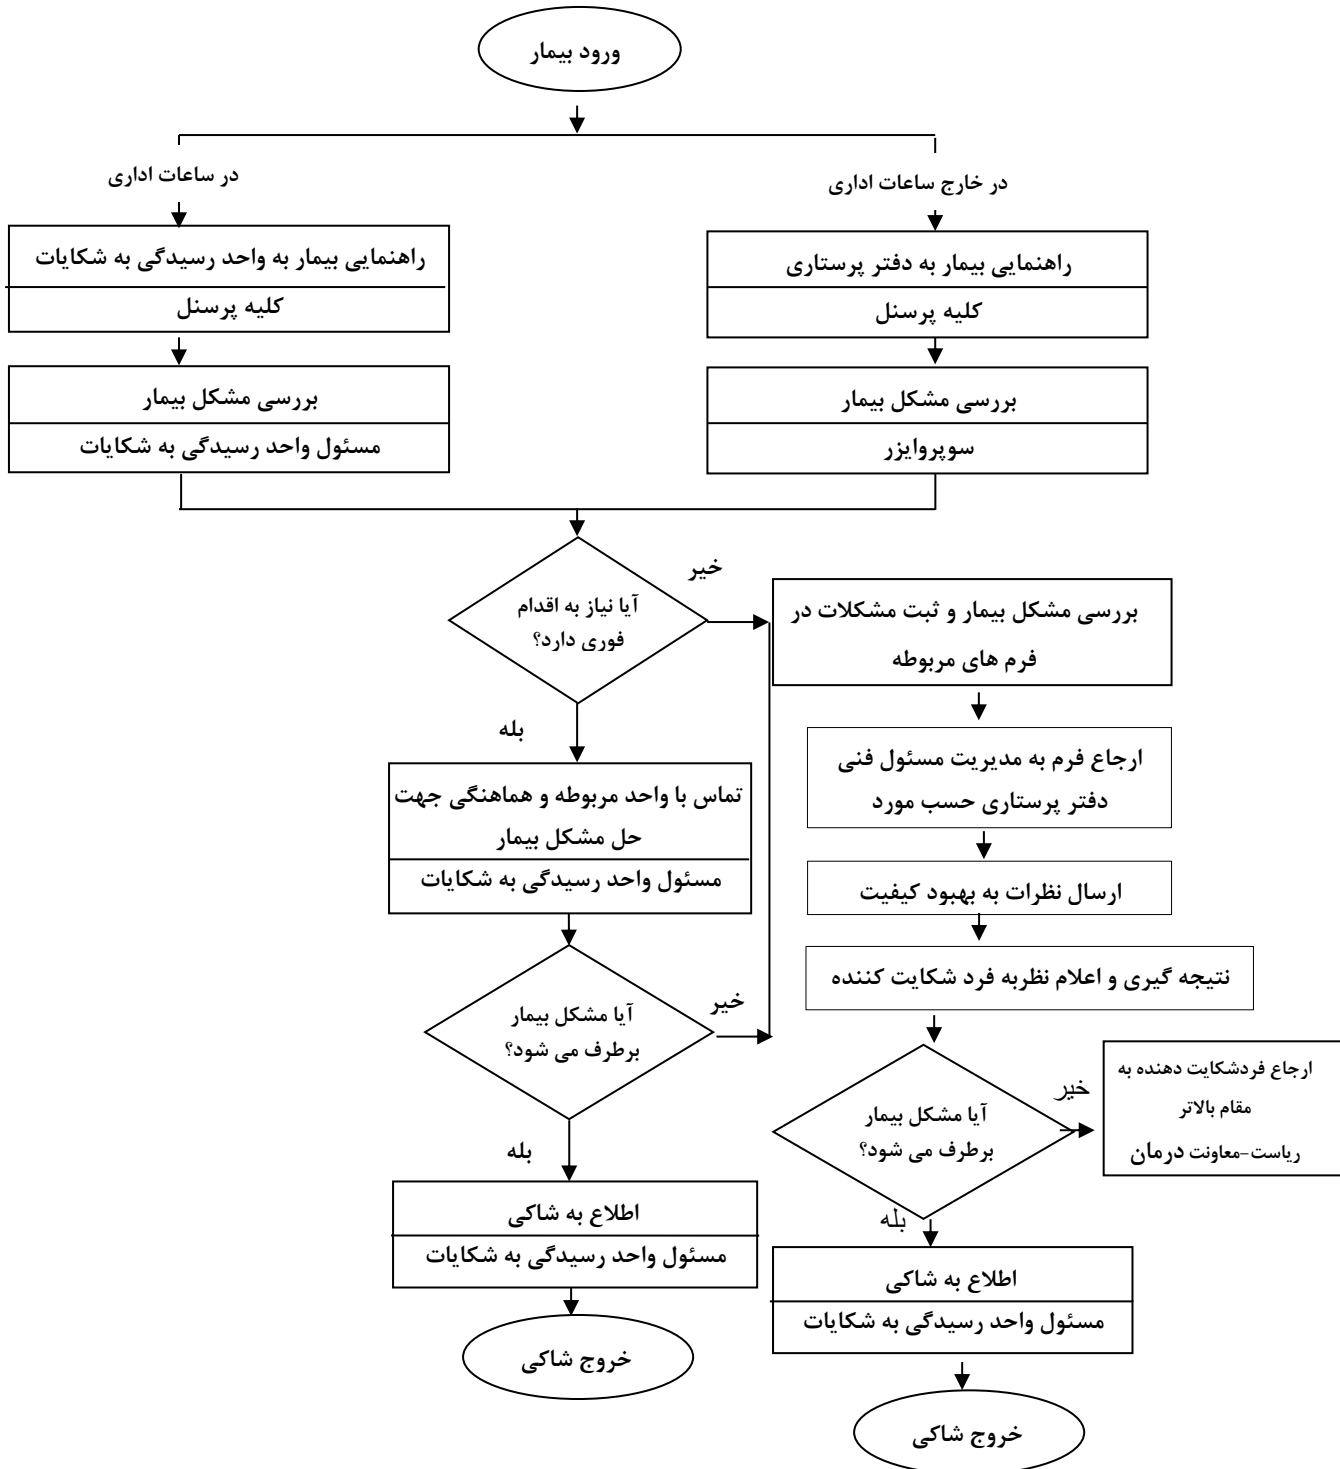 ورود بیمار
در ساعات اداری
در خارج ساعات اداری
راهنمایی بیمار به واحد رسیدگی به شکایات
کلیه پرسنل
راهنمایی بیمار به دفتر پرستاری
کلیه پرسنل
بررسی مشکل بیمار
مسئول واحد رسیدگی به شکایات
بررسی مشکل بیمار
سوپروایزر
آیا نیاز به اقدام
فوری دارد؟
خیر
بله
بررسی مشکل بیمار و ثبت مشکلات در
فرم های مربوطه
ارجاع فرم به مدیریت مسئول فنی
دفتر پرستاری حسب مورد
ارسال نظرات به بهبود کیفیت
نتیجه گیری و اعلام نظربه فرد شکایت کننده
تماس با واحد مربوطه و هماهنگی جهت
حل مشکل بیمار
مسئول واحد رسیدگی به شکایات
آیا مشکل بیمار
برطرف می شود؟
خیر
بله
آیا مشکل بیمار
برطرف می شود؟
خیر
بله
ارجاع فردشکایت دهنده به
مقام بالاتر
ریاست-معاونت درمان
اطلاع به شاکی
مسئول واحد رسیدگی به شکایات
خروج شاکی
اطلاع به شاکی
مسئول واحد رسیدگی به شکایات
خروج شاکی